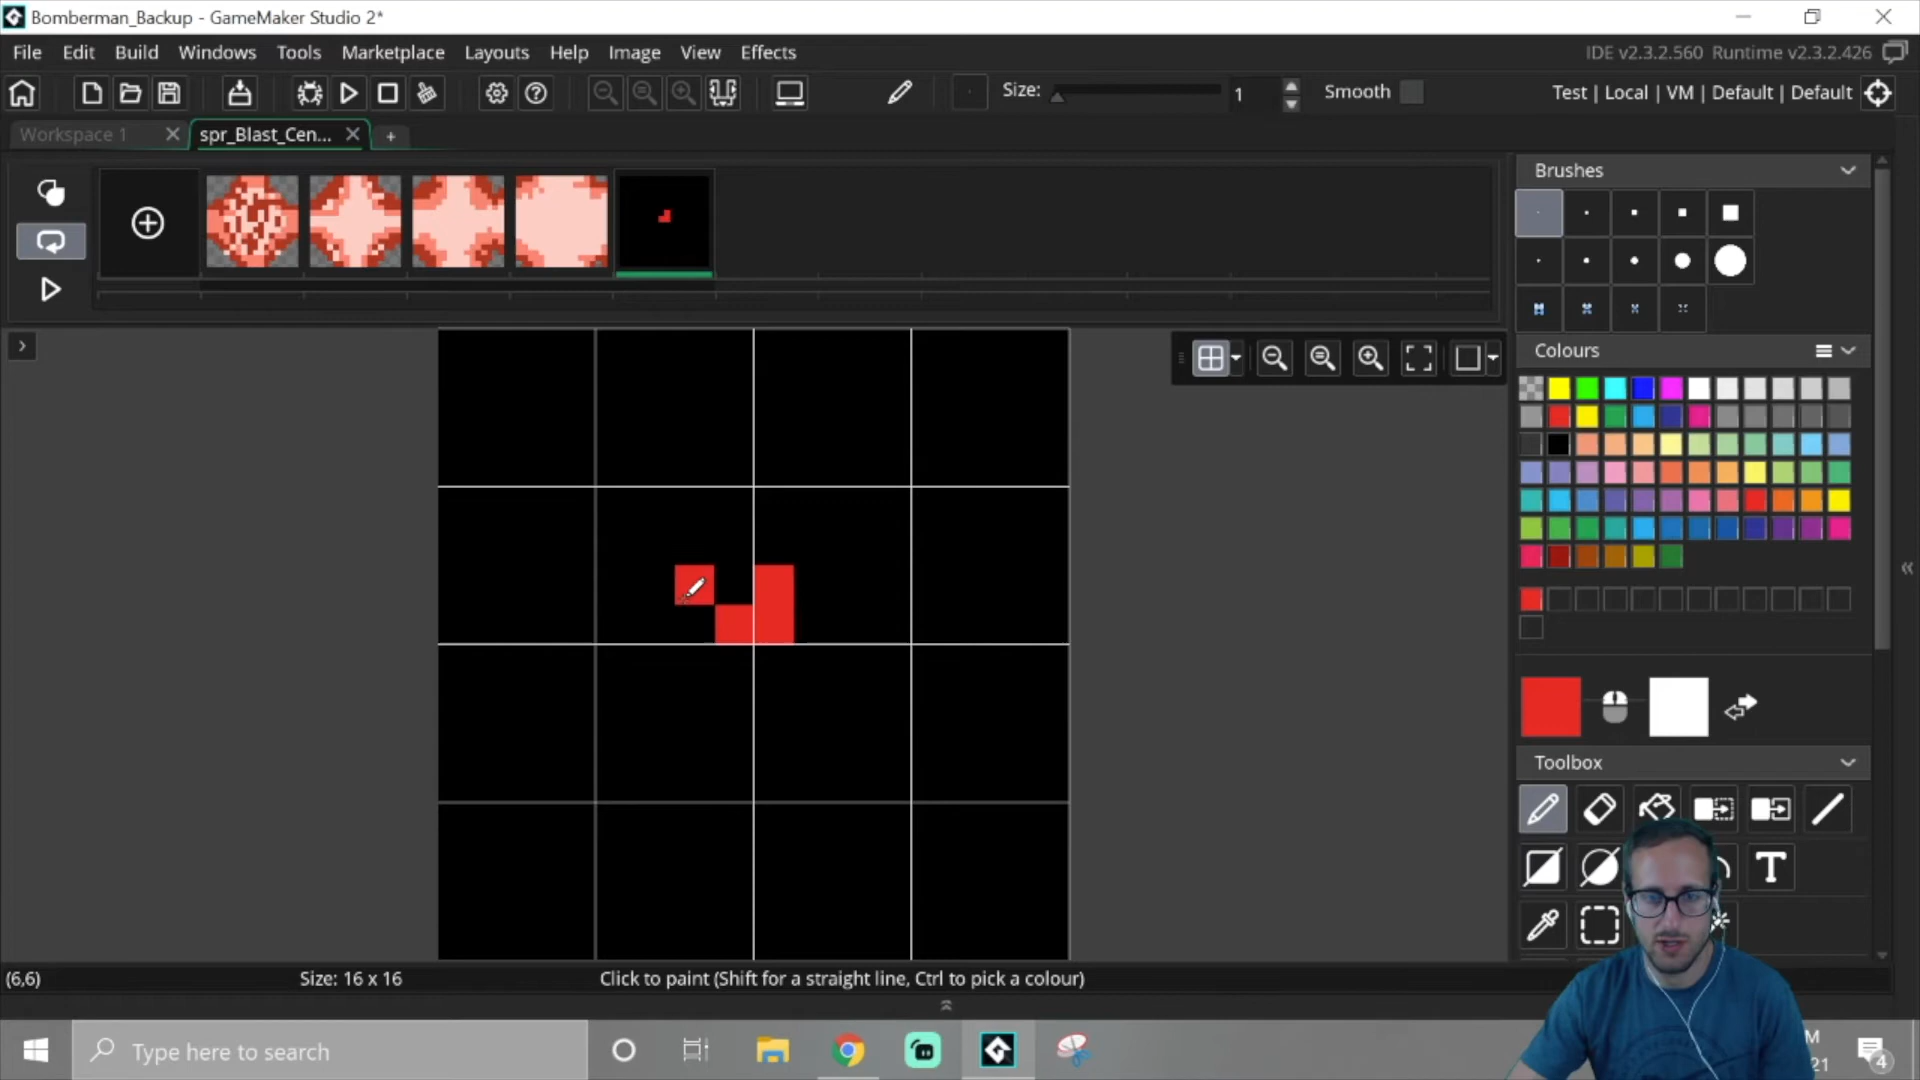 Bomberman_Backup - GameMaker Studio 2*
File Edit Build Windows Tools Marketplace Layouts Help Image View Effects
IDE v2.3.2.560 Runtime v2.3.2.426
Size: 1 Smooth
Test | Local | VM | Default | Default
Workspace 1
spr_Blast_Cen...
Brushes
Colours
Toolbox
T
(6,6)
Size: 16 x 16
Click to paint (Shift for a straight line, Ctrl to pick a colour)
Type here to search
M
21
4